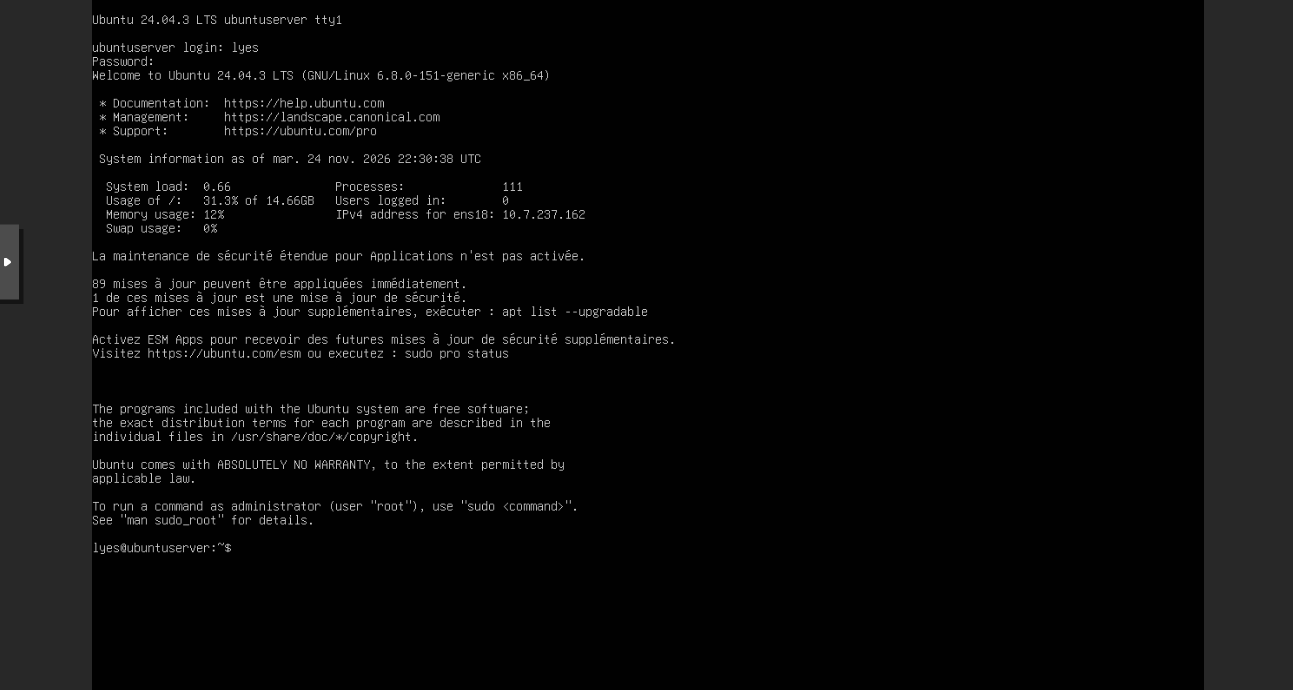 Ubuntu 24.04.3 LTS ubuntuserver tty1
ubuntuserver login: lyes
Password:
Welcome to Ubuntu 24.04.3 LTS (GNU/Linux 6.8.0-151-generic x86_64)
* Documentation: https://help.ubuntu.com
* Management: https://landscape.canonical.com
* Support: https://ubuntu.com/pro
System information as of mar. 24 nov. 2026 22:30:38 UTC
System load: 0.66 Processes: 111
Usage of /: 31.3% of 14.66GB Users logged in: 0
Memory usage: 12% IPv4 address for ens18: 10.7.237.162
Swap usage: 0%
La maintenance de sécurité étendue pour Applications n'est pas activée.
89 mises à jour peuvent être appliquées immédiatement.
1 de ces mises à jour est une mise à jour de sécurité.
Pour afficher ces mises à jour supplémentaires, exécuter : apt list --upgradable
Activez ESM Apps pour recevoir des futures mises à jour de sécurité supplémentaires.
Visitez https://ubuntu.com/esm ou executez : sudo pro status
The programs included with the Ubuntu system are free software;
the exact distribution terms for each program are described in the
individual files in /usr/share/doc/*/copyright.
Ubuntu comes with ABSOLUTELY NO WARRANTY, to the extent permitted by
applicable law.
To run a command as administrator (user "root"), use "sudo <command>".
See "man sudo_root" for details.
lyes@ubuntuserver:~$